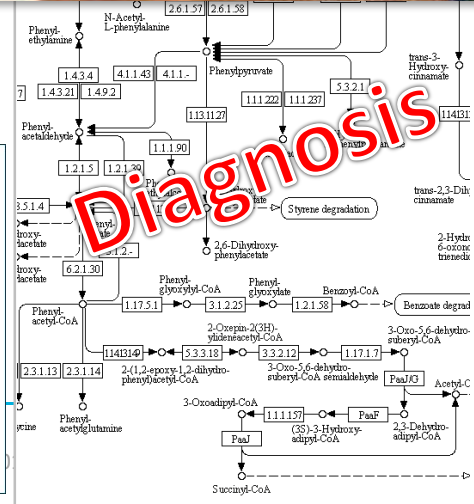 2.6.1.57 2.6.1.58
N-Acetyl-
L-phenylalanine
Phenyl-
ethylamine
Phenylpyruvate
trans-3-
Hydroxy-
cinnamate
1.4.3.4 4.1.1.43 4.1.1.-
1.4.3.21 1.4.9.2
5.3.2.1
1.1.1.222 1.1.1.237
1.13.11.27
Phenyl-
acetaldehyde
1.1.1.90
1.2.1.5 1.2.1.39
Diagnosis
trans-2,3-Dih
Styrene degradation
2,6-Dihydroxy-
phenylacetate
6.2.1.30
Phenyl-
acetyl-CoA
1.17.5.1
Phenyl-
glyoxylyl-CoA
3.1.2.25
Phenyl-
glyoxylate
1.2.1.58
Benzoyl-CoA
Benzoate degrad
1.14.13.149
2-(1,2-epoxy-1,2-dihydro-
phenyl)acetyl-CoA
5.3.3.18
2-Oxepin-2(3H)-
ylideneacetyl-CoA
3.3.2.12
3-Oxo-5,6-dehydro-
suberyl-CoA semialdehyde
1.17.1.7
3-Oxo-5,6-dehydro-
suberyl-CoA
2.3.1.13 2.3.1.14
PaaJ/G
Acetyl-C
Phenyl-
acetylglutamine
3-Oxoadipyl-CoA
1.1.1.157
(3S)-3-Hydroxy-
adipyl-CoA
PaaF
2,3-Dehydro-
adipyl-CoA
PaaJ
Succinyl-CoA